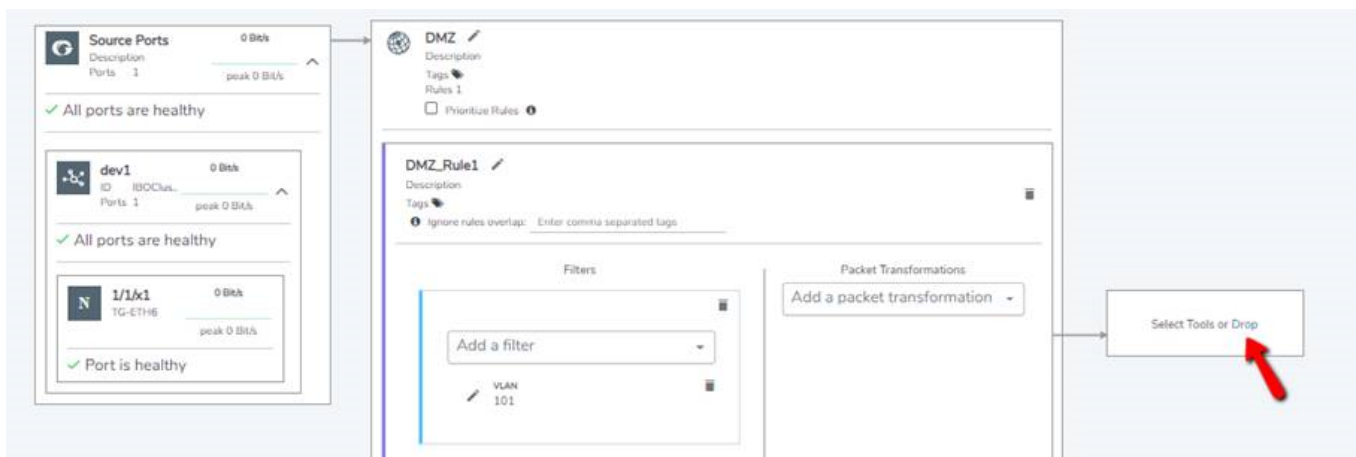 Source Ports
0 Bit/s
Description
Ports 1
peak 0 Bit/s
All ports are healthy
dev1
0 Bit/s
ID IBOClus...
Ports 1
peak 0 Bit/s
All ports are healthy
N
1/1/x1
0 Bit/s
TG-ETH6
peak 0 Bit/s
Port is healthy
DMZ
Description
Tags
Rules 1
Prioritize Rules
DMZ_Rule1
Description
Tags
Ignore rules overlap: Enter comma separated tags
Filters
Add a filter
VLAN
101
Packet Transformations
Add a packet transformation
Select Tools or Drop